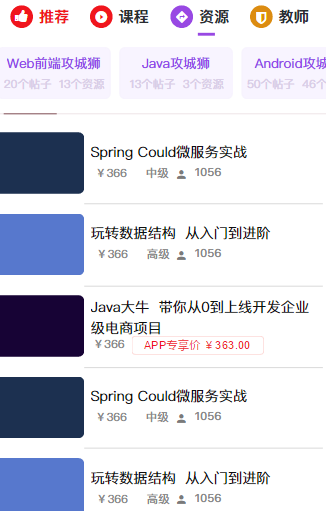 推荐 课程 资源 教师
Web前端攻城狮 Java攻城狮 Android攻城
20个帖子 13个资源 13个帖子 3个资源 50个帖子 46个
Spring Could微服务实战
￥366 中级 1056
玩转数据结构 从入门到进阶
￥366 高级 1056
Java大牛 带你从0到上线开发企业
级电商项目
￥366 APP专享价 ￥363.00
Spring Could微服务实战
￥366 中级 1056
玩转数据结构 从入门到进阶
￥366 高级 1056